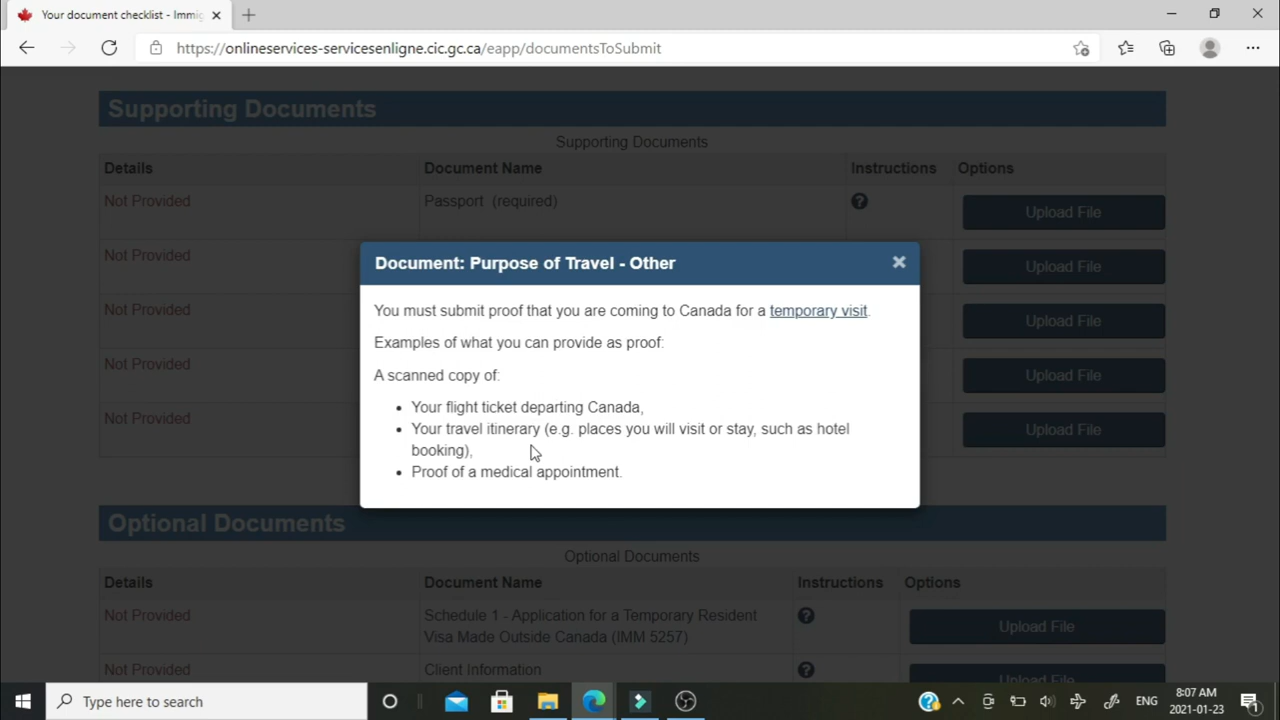 Your document checklist - Immig
https://onlineservices-servicesenligne.cic.gc.ca/eapp/documentsToSubmit
Supporting Documents
Supporting Documents
Details Document Name Instructions Options
Not Provided Passport (required) Upload File
Not Provided Upload File
Not Provided Upload File
Not Provided Upload File
Not Provided Upload File
Document: Purpose of Travel - Other
You must submit proof that you are coming to Canada for a temporary visit.
Examples of what you can provide as proof:
A scanned copy of:
• Your flight ticket departing Canada,
• Your travel itinerary (e.g. places you will visit or stay, such as hotel
booking),
• Proof of a medical appointment.
Optional Documents
Optional Documents
Details Document Name Instructions Options
Not Provided Schedule 1 - Application for a Temporary Resident
Visa Made Outside Canada (IMM 5257) Upload File
Not Provided Client Information Upload File
Type here to search
ENG
8:07 AM
2021-01-23
1